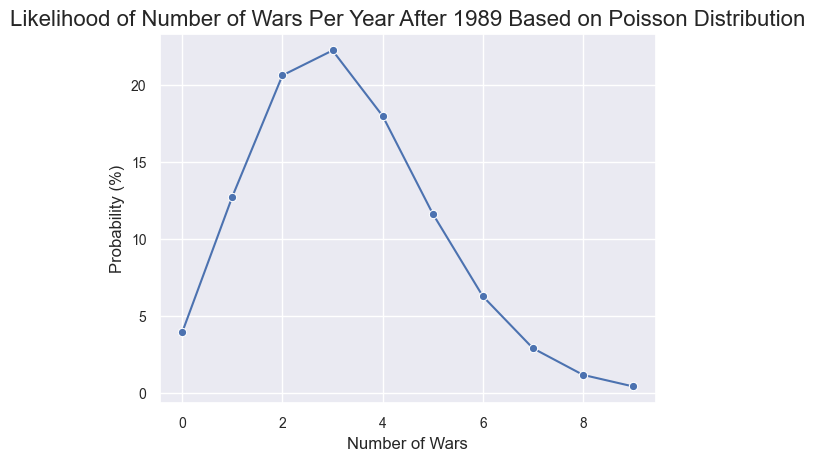 Likelihood of Number of Wars Per Year After 1989 Based on Poisson Distribution
20
15
10
5
0
Probability (%)
0 2 4 6 8
Number of Wars